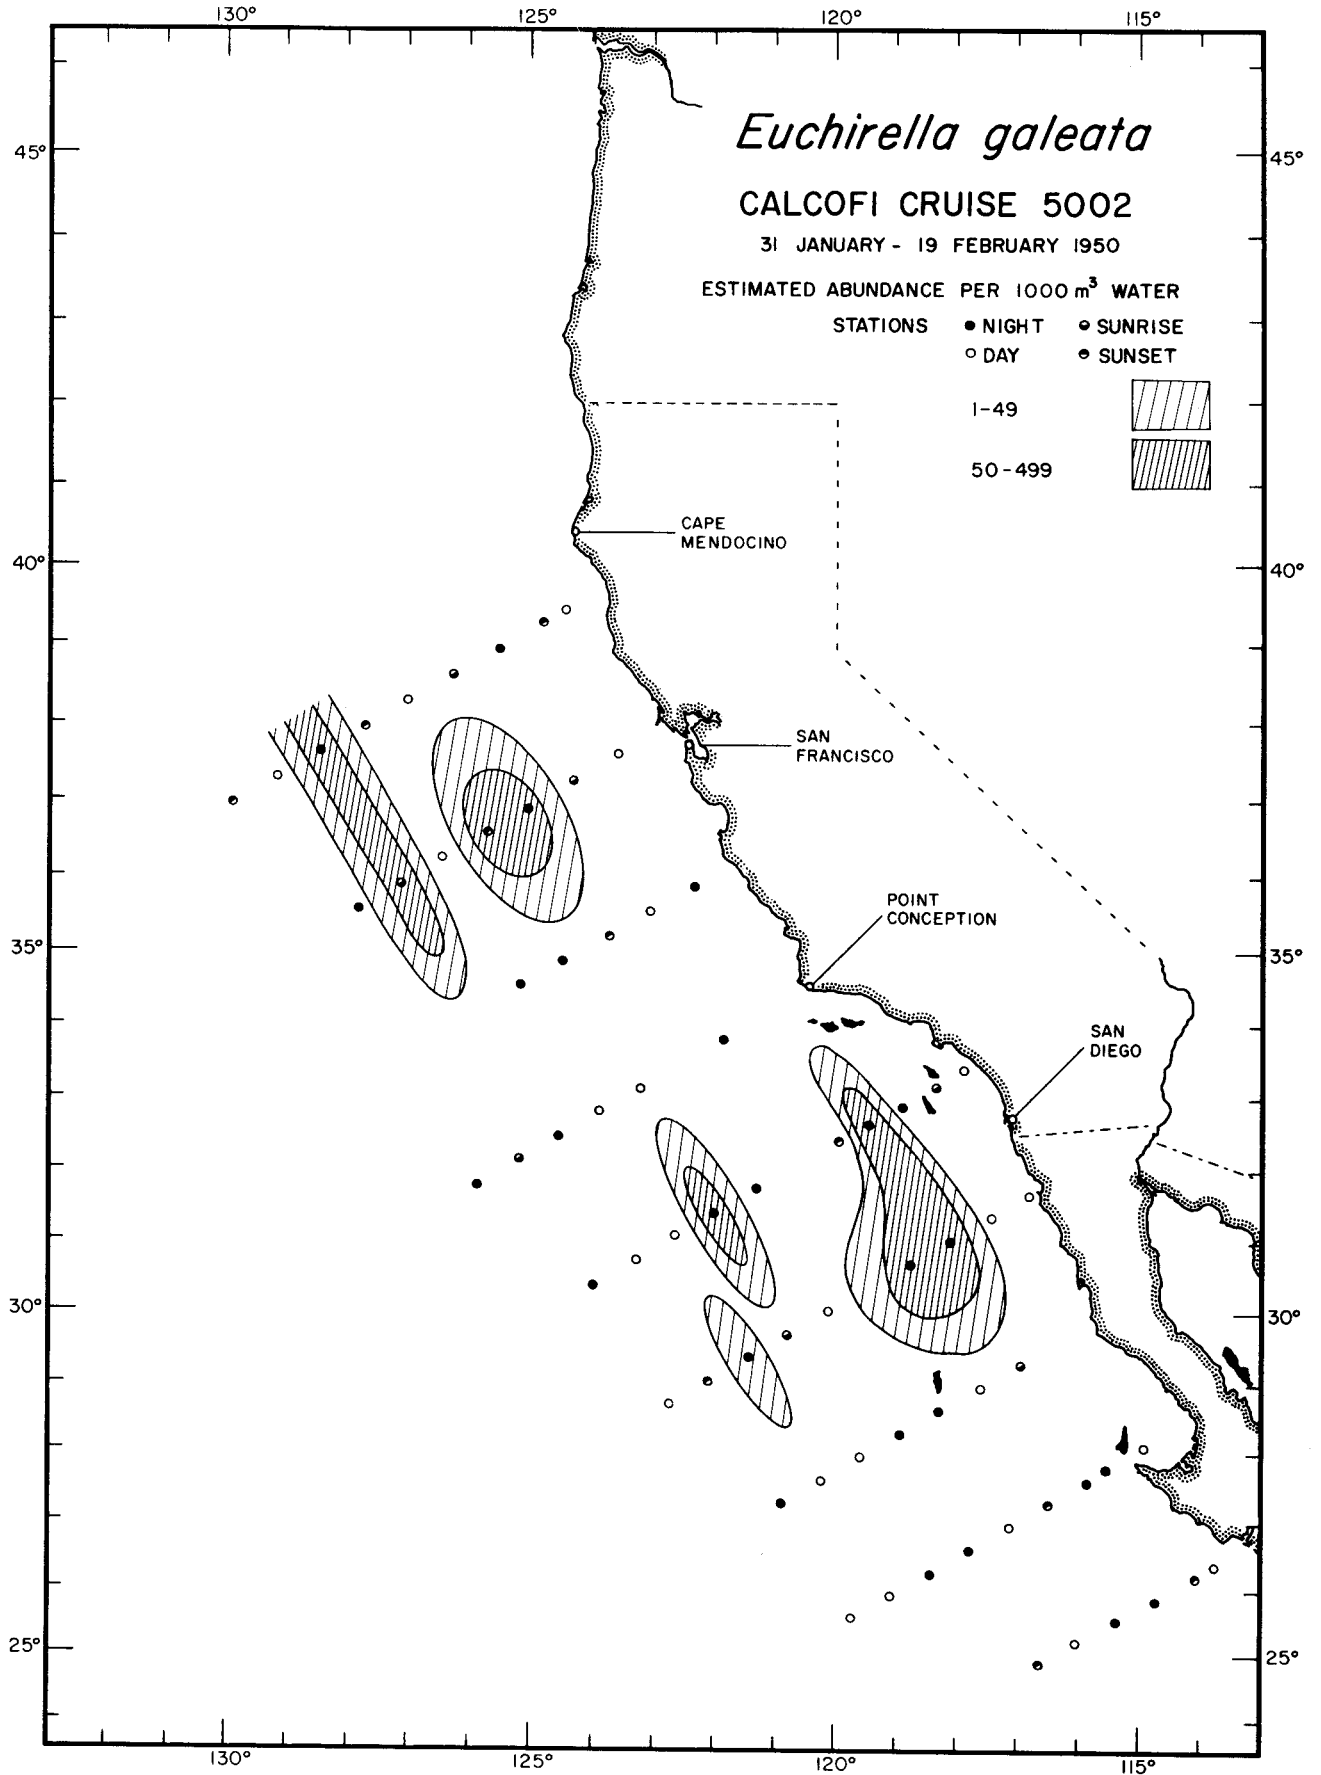 130° 125° 120° 115°
Euchirella galeata
CALCOFI CRUISE 5002
31 JANUARY - 19 FEBRUARY 1950
ESTIMATED ABUNDANCE PER 1000 m³ WATER
STATIONS NIGHT SUNRISE
DAY SUNSET
1-49
50-499
45° 45°
CAPE
MENDOCINO
40° 40°
SAN
FRANCISCO
POINT
CONCEPTION
35° 35°
SAN
DIEGO
30° 30°
25° 25°
130° 125° 120° 115°